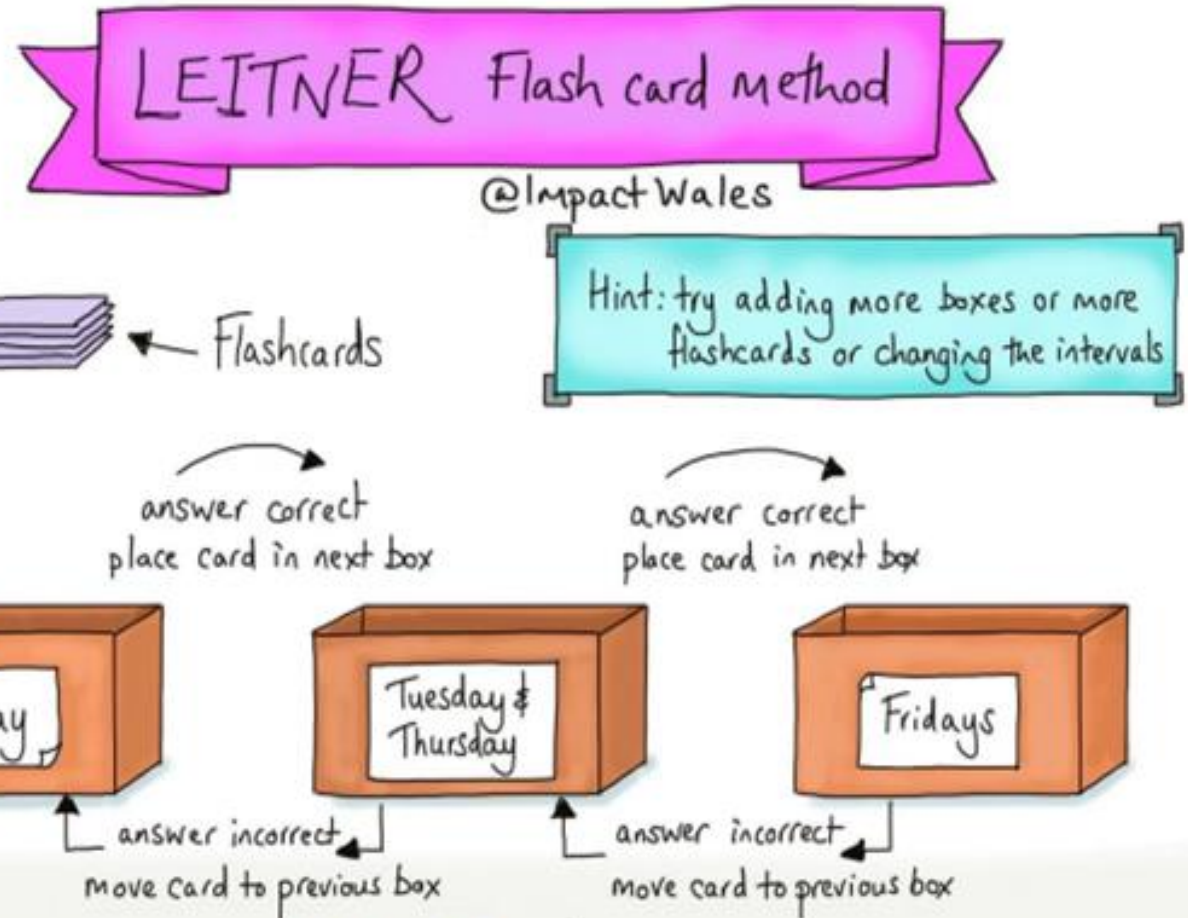 LEITNER Flash card method
@ImpactWales
Hint: try adding more boxes or more
flashcards or changing the intervals
Flashcards
answer correct
place card in next box
answer correct
place card in next box
Tuesday &
Thursday
Fridays
answer incorrect
move card to previous box
answer incorrect
move card to previous box